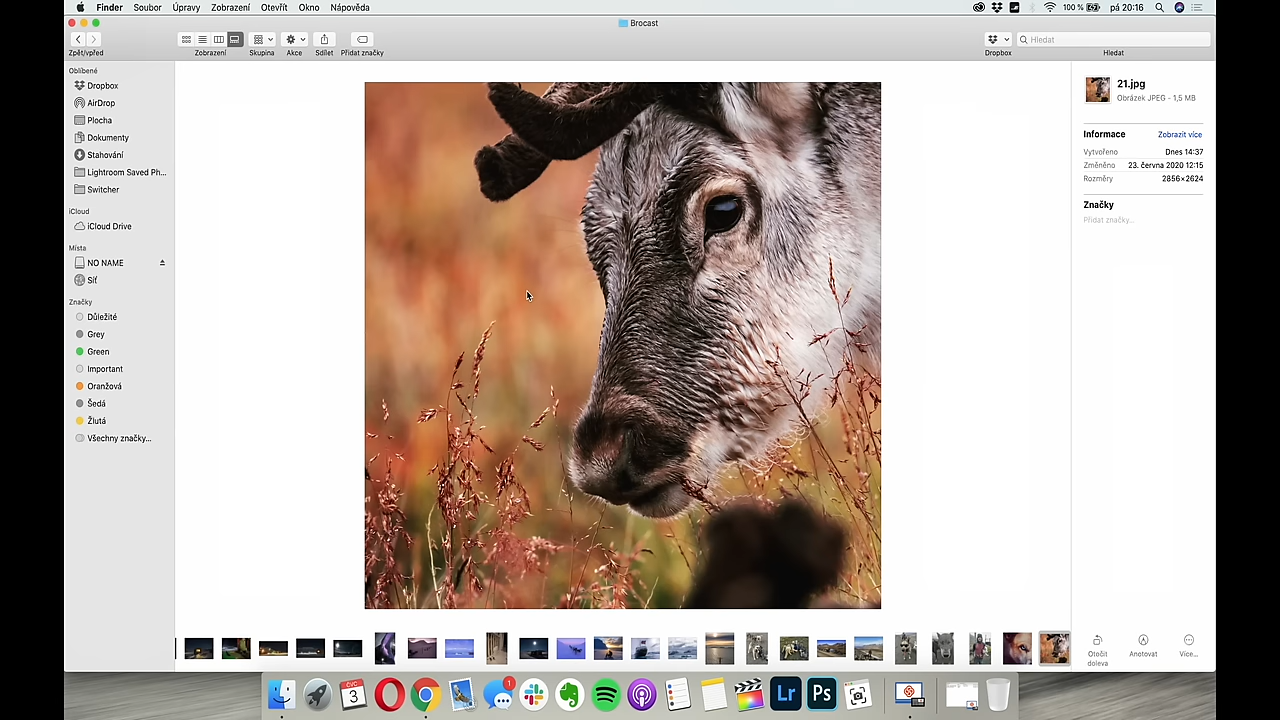 Finder Soubor Úpravy Zobrazení Otevřít Okno Nápověda 100 % pá 20:16
Brocast
Hledat
Zpět/vpřed Zobrazení Skupina Akce Sdílet Přidat značky Dropbox Hledat
Oblíbené
Dropbox
AirDrop
Plocha
Dokumenty
Stahování
Lightroom Saved Ph...
Switcher
iCloud
iCloud Drive
Místa
NO NAME
Síť
Značky
Důležité
Grey
Green
Important
Oranžová
Šedá
Žlutá
Všechny značky...
21.jpg
Obrázek JPEG - 1,5 MB
Informace Zobrazit více
Vytvořeno Dnes 14:37
Změněno 23. června 2020 12:15
Rozměry 2856×2624
Značky
Přidat značky...
Otočit doleva
Anotovat
Více...
ČVC
3
1
Lr
Ps